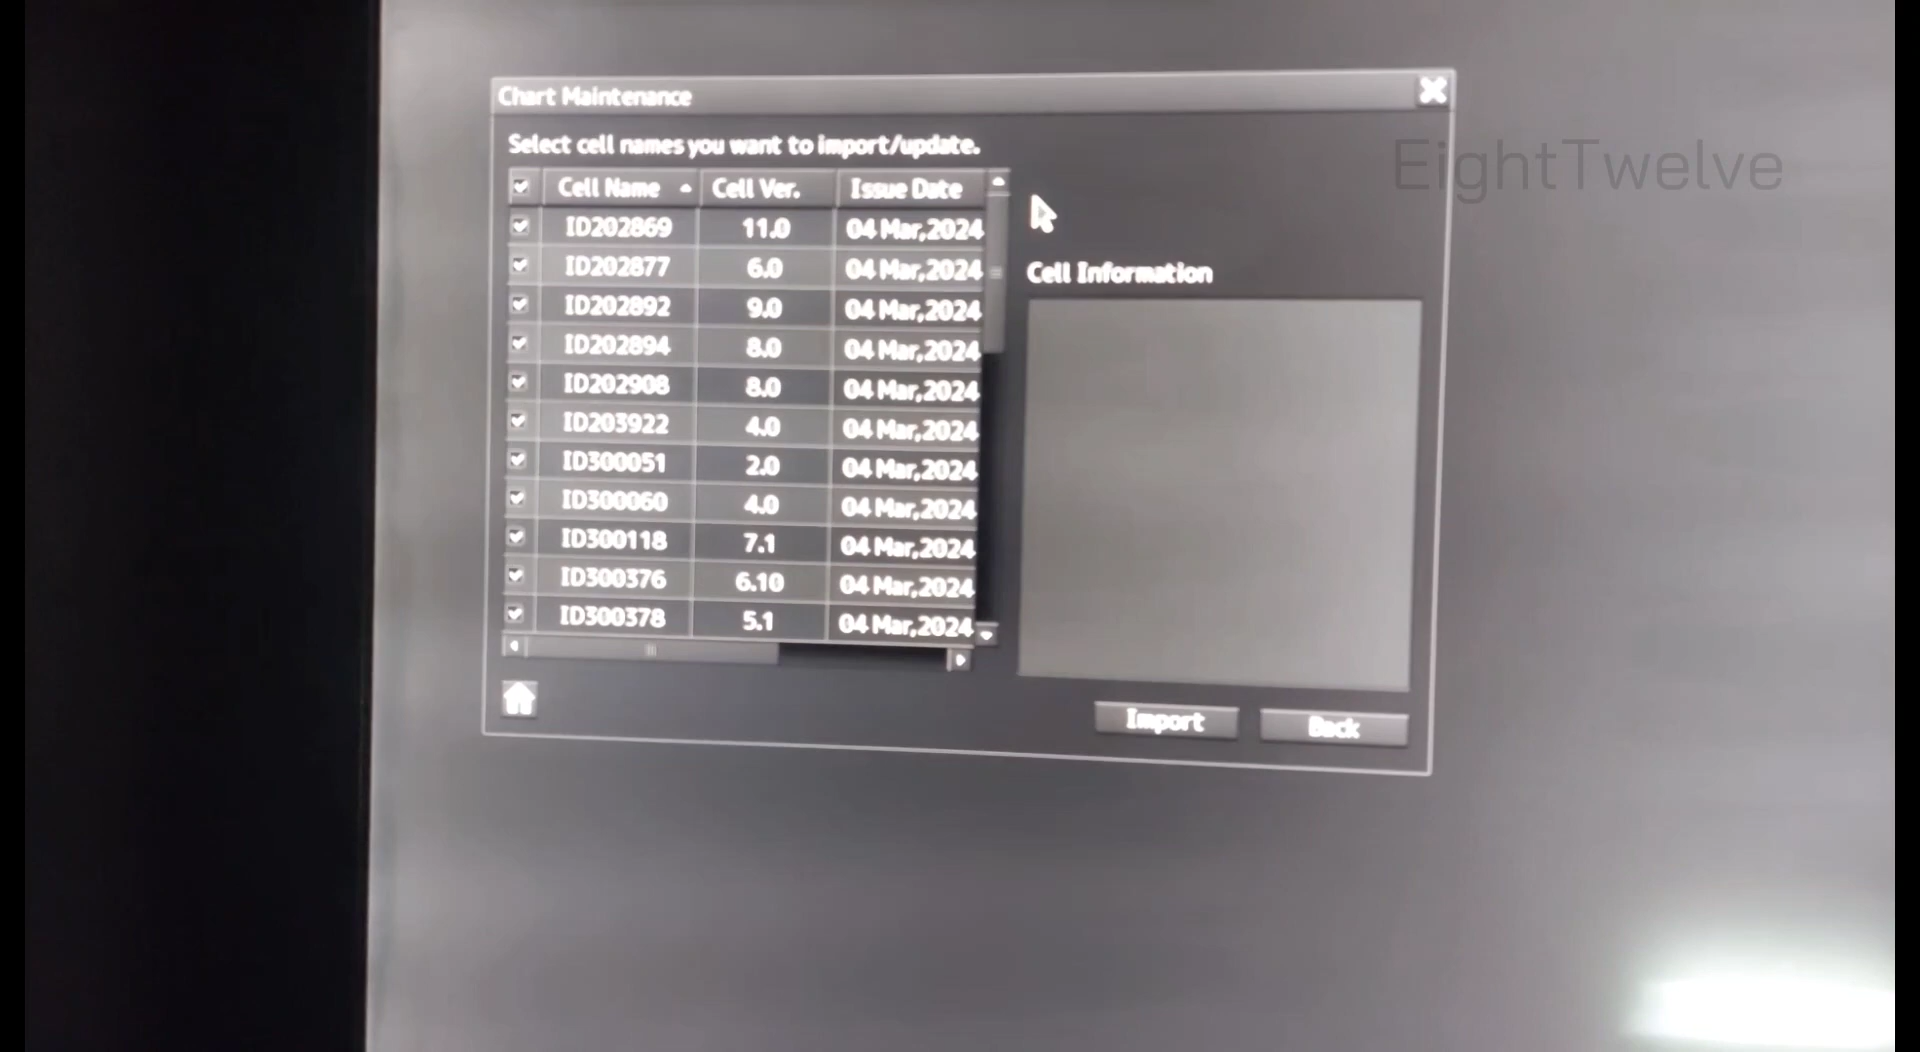 Chart Maintenance
EightTwelve
Select cell names you want to import/update.
Cell Name Cell Ver. Issue Date
ID202869 11.0 04 Mar,2024
ID202877 6.0 04 Mar,2024
ID202892 9.0 04 Mar,2024
ID202894 8.0 04 Mar,2024
ID202908 8.0 04 Mar,2024
ID203922 4.0 04 Mar,2024
ID300051 2.0 04 Mar,2024
ID300060 4.0 04 Mar,2024
ID300118 7.1 04 Mar,2024
ID300376 6.10 04 Mar,2024
ID300378 5.1 04 Mar,2024
Cell Information
Import Back